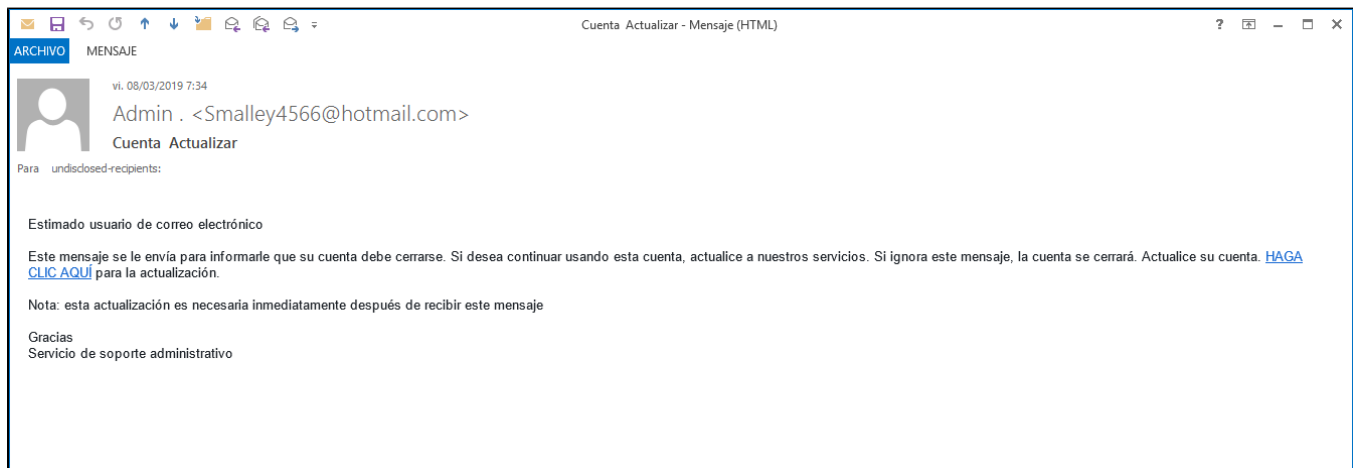 Cuenta Actualizar - Mensaje (HTML)
ARCHIVO MENSAJE
vi. 08/03/2019 7:34
Admin . <Smalley4566@hotmail.com>
Cuenta Actualizar
Para undisclosed-recipients:
Estimado usuario de correo electrónico
Este mensaje se le envía para informarle que su cuenta debe cerrarse. Si desea continuar usando esta cuenta, actualice a nuestros servicios. Si ignora este mensaje, la cuenta se cerrará. Actualice su cuenta. HAGA
CLIC AQUÍ para la actualización.
Nota: esta actualización es necesaria inmediatamente después de recibir este mensaje
Gracias
Servicio de soporte administrativo